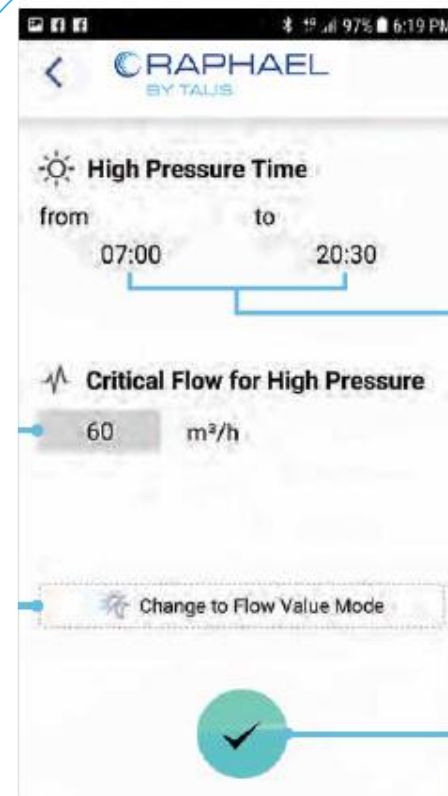 97% 6:19 PM
RAPHAEL
BY TALIS
High Pressure Time
from to
07:00 20:30
Critical Flow for High Pressure
60 m³/h
Change to Flow Value Mode